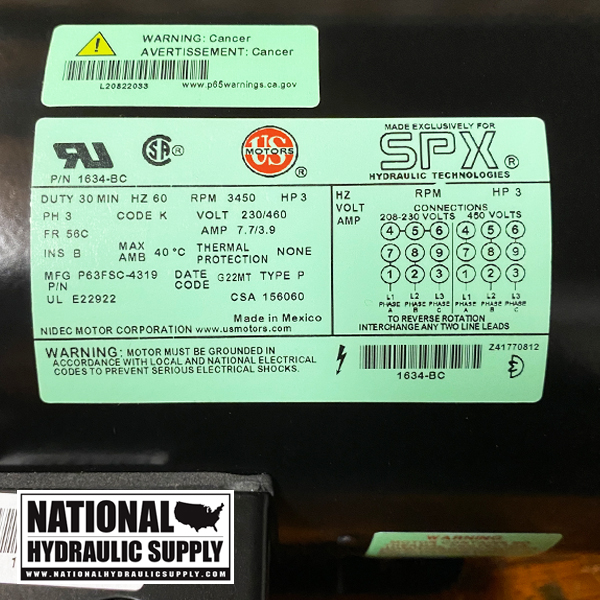 WARNING: Cancer
AVERTISSEMENT: Cancer
L20822033 www.p65warnings.ca.gov
P/N 1634-BC
US MOTORS ®
MADE EXCLUSIVELY FOR
SPX®
HYDRAULIC TECHNOLOGIES
DUTY 30 MIN HZ 60 RPM 3450 HP 3
PH 3 CODE K VOLT 230/460
FR 56C AMP 7.7/3.9
INS B MAX AMB 40 °C THERMAL PROTECTION NONE
MFG P/N P63FSC-4319 DATE CODE G22MT TYPE P
UL E22922 CSA 156060
Made in Mexico
NIDEC MOTOR CORPORATION www.usmotors.com
HZ RPM HP 3
VOLT
AMP
CONNECTIONS
208-230 VOLTS 450 VOLTS
4-5-6 4 5 6
7 8 9 7 8 9
1 2 3 1 2 3
L1 L2 L3 L1 L2 L3
PHASE A PHASE B PHASE C PHASE A PHASE B PHASE C
TO REVERSE ROTATION
INTERCHANGE ANY TWO LINE LEADS
WARNING: MOTOR MUST BE GROUNDED IN
ACCORDANCE WITH LOCAL AND NATIONAL ELECTRICAL
CODES TO PREVENT SERIOUS ELECTRICAL SHOCKS.
Z41770812
1634-BC
WARNING
NATIONAL
HYDRAULIC SUPPLY
WWW.NATIONALHYDRAULICSUPPLY.COM